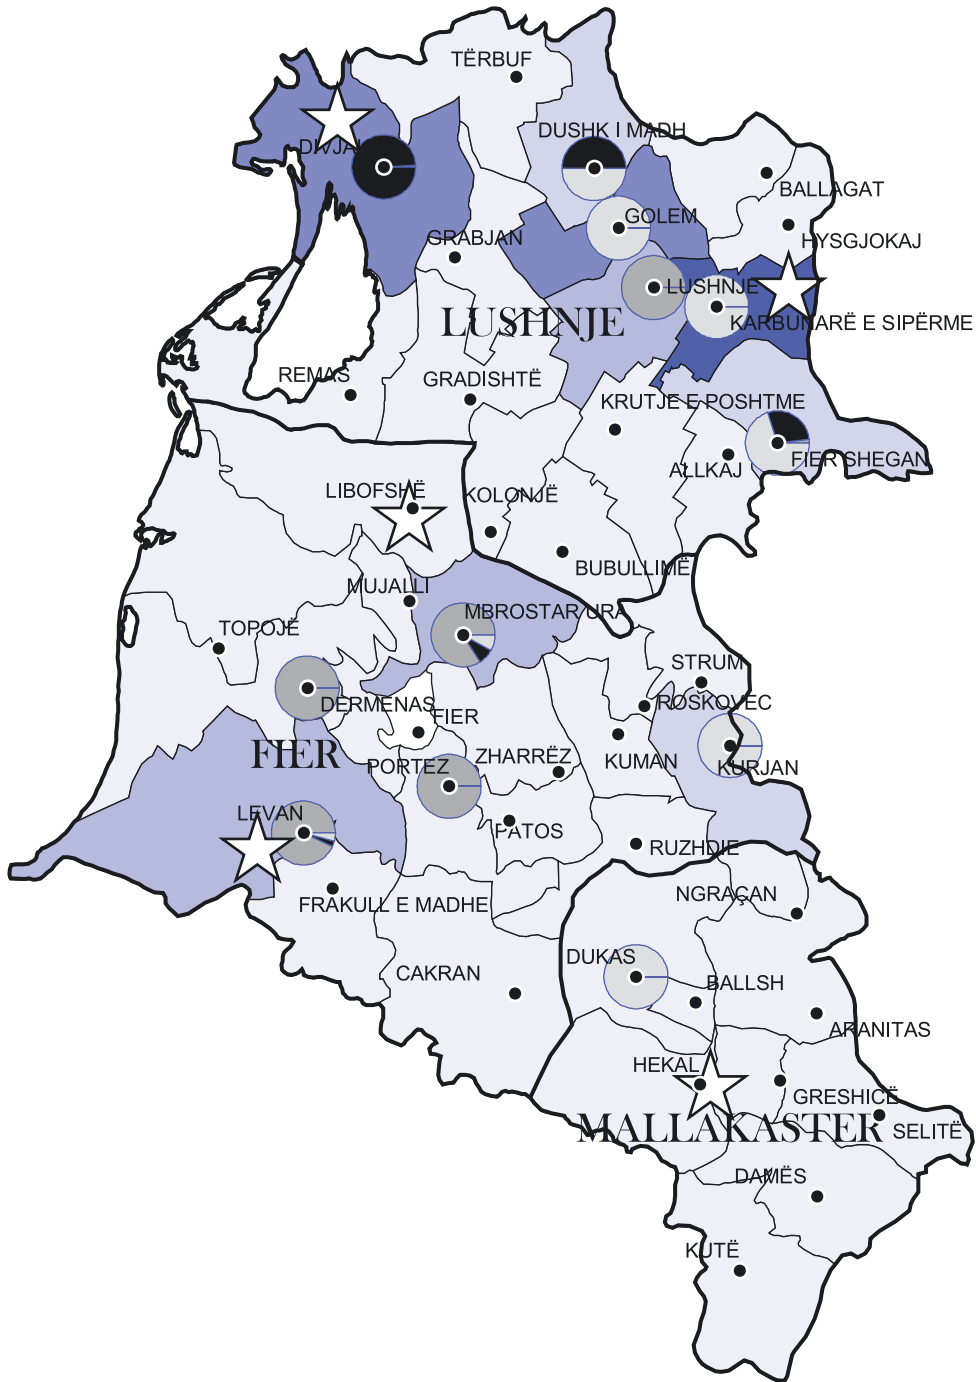 TËRBUF
DUSHK I MADH
DIVJAKË
BALLAGAT
GOLEM
HYSGJOKAJ
GRABJAN
LUSHNJE
LUSHNJE
KARBUNARË E SIPËRME
REMAS
GRADISHTË
KRUTJE E POSHTME
FIER SHEGAN
ALLKAJ
LIBOFSHË
KOLONJË
BUBULLIMË
MUJALLI
MBROSTAR URA
TOPOJË
STRUM
DERMENAS
ROSKOVEC
FIER
FIER
ZHARRËZ
KUMAN
PORTEZ
KURJAN
LEVAN
PATOS
RUZHDIE
FRAKULL E MADHE
NGRAÇAN
DUKAS
CAKRAN
BALLSH
ARANITAS
HEKAL
GRESHICË
MALLAKASTER
SELITË
DAMËS
KUTË